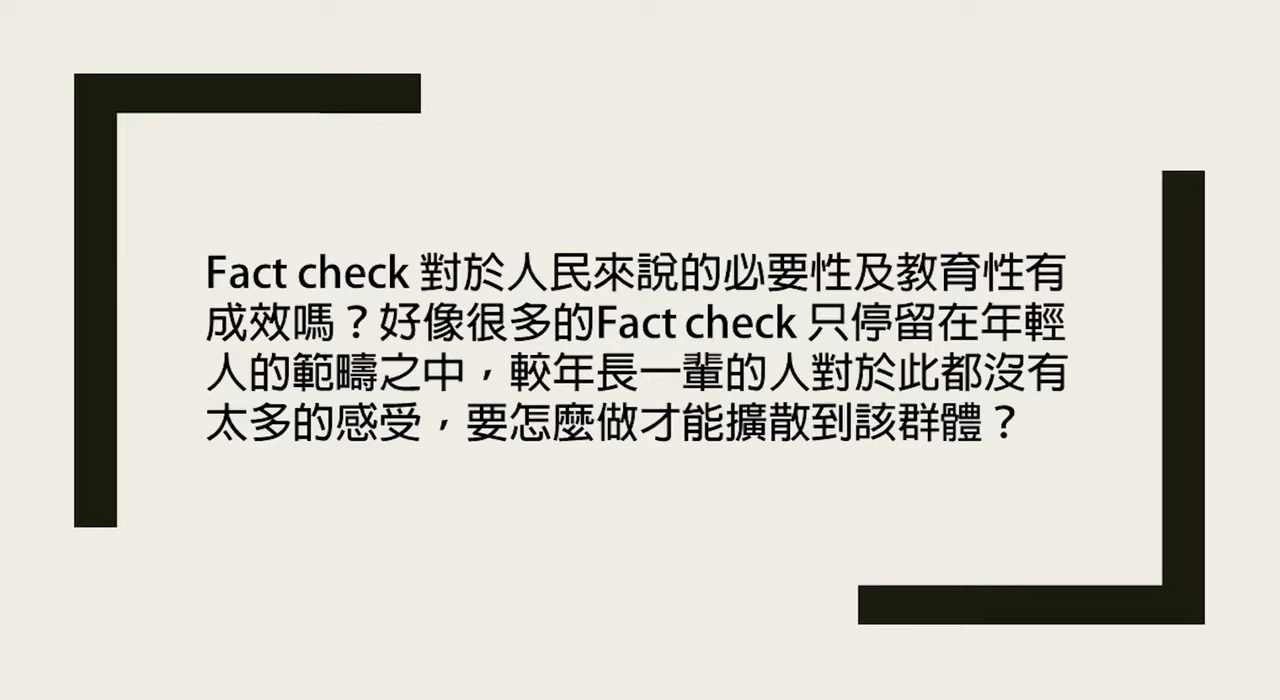 Fact check 對於人民來說的必要性及教育性有
成效嗎？好像很多的Fact check 只停留在年輕
人的範疇之中，較年長一輩的人對於此都沒有
太多的感受，要怎麼做才能擴散到該群體？